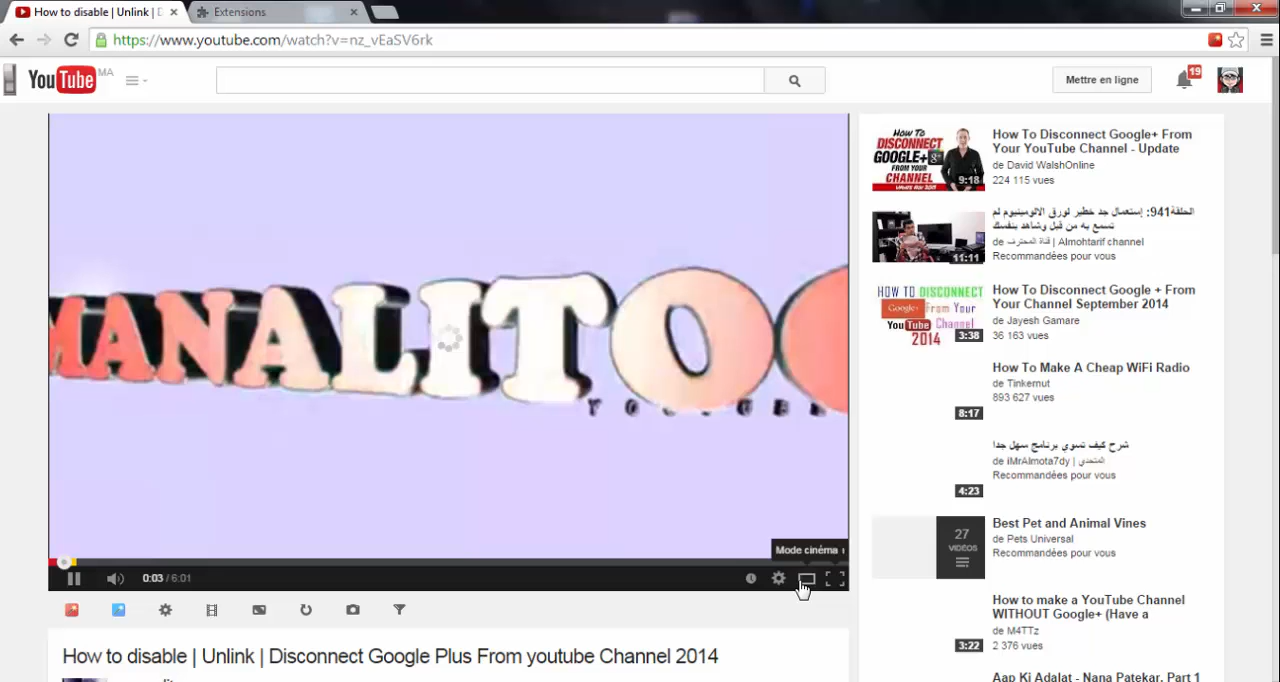 How to disable | Unlink | D
Extensions
https://www.youtube.com/watch?v=nz_vEaSV6rk
YouTube MA
Mettre en ligne
19
MANALITO
YOUTUBE
Mode cinéma
0:03 / 6:01
How to disable | Unlink | Disconnect Google Plus From youtube Channel 2014
How To
DISCONNECT
GOOGLE+
FROM YOUR
CHANNEL
9:18
How To Disconnect Google+ From
Your YouTube Channel - Update
de David WalshOnline
224 115 vues
11:11
الحلقة941: إستعمال جد خطير لورق الالومينيوم لم
تسمع به من قبل وشاهد بنفسك
de قناة المحترف | Almohtarif channel
Recommandées pour vous
HOW TO DISCONNECT
Google+ From Your
YouTube Channel
2014
3:38
How To Disconnect Google + From
Your Channel September 2014
de Jayesh Gamare
36 163 vues
8:17
How To Make A Cheap WiFi Radio
de Tinkernut
893 627 vues
4:23
شرح كيف تسوي برنامج سهل جدا
de iMrAlmota7dy | المتحدي
Recommandées pour vous
27
VIDÉOS
Best Pet and Animal Vines
de Pets Universal
Recommandées pour vous
3:22
How to make a YouTube Channel
WITHOUT Google+ (Have a
de M4TTz
2 376 vues
Aap Ki Adalat - Nana Patekar, Part 1